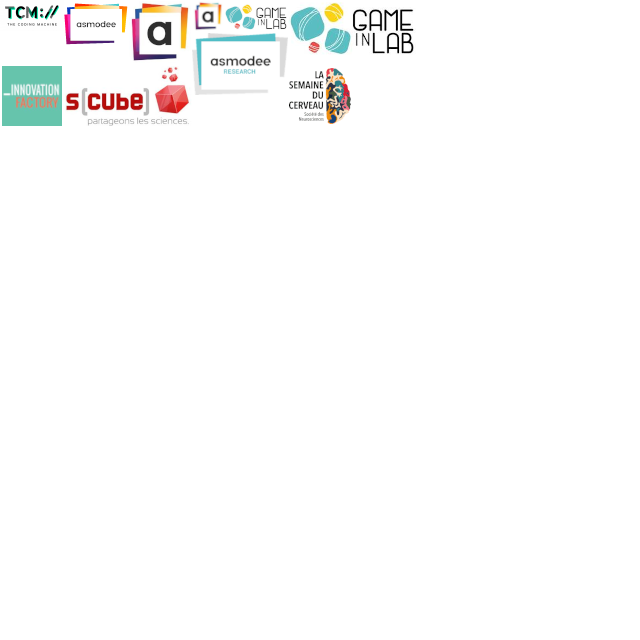 TCM://
THE CODING MACHINE
asmodee
a
a
GAME
IN LAB
GAME
IN LAB
asmodee
RESEARCH
_INNOVATION
FACTORY
s[cube]
partageons les sciences.
LA
SEMAINE
DU
CERVEAU
Société des
Neurosciences